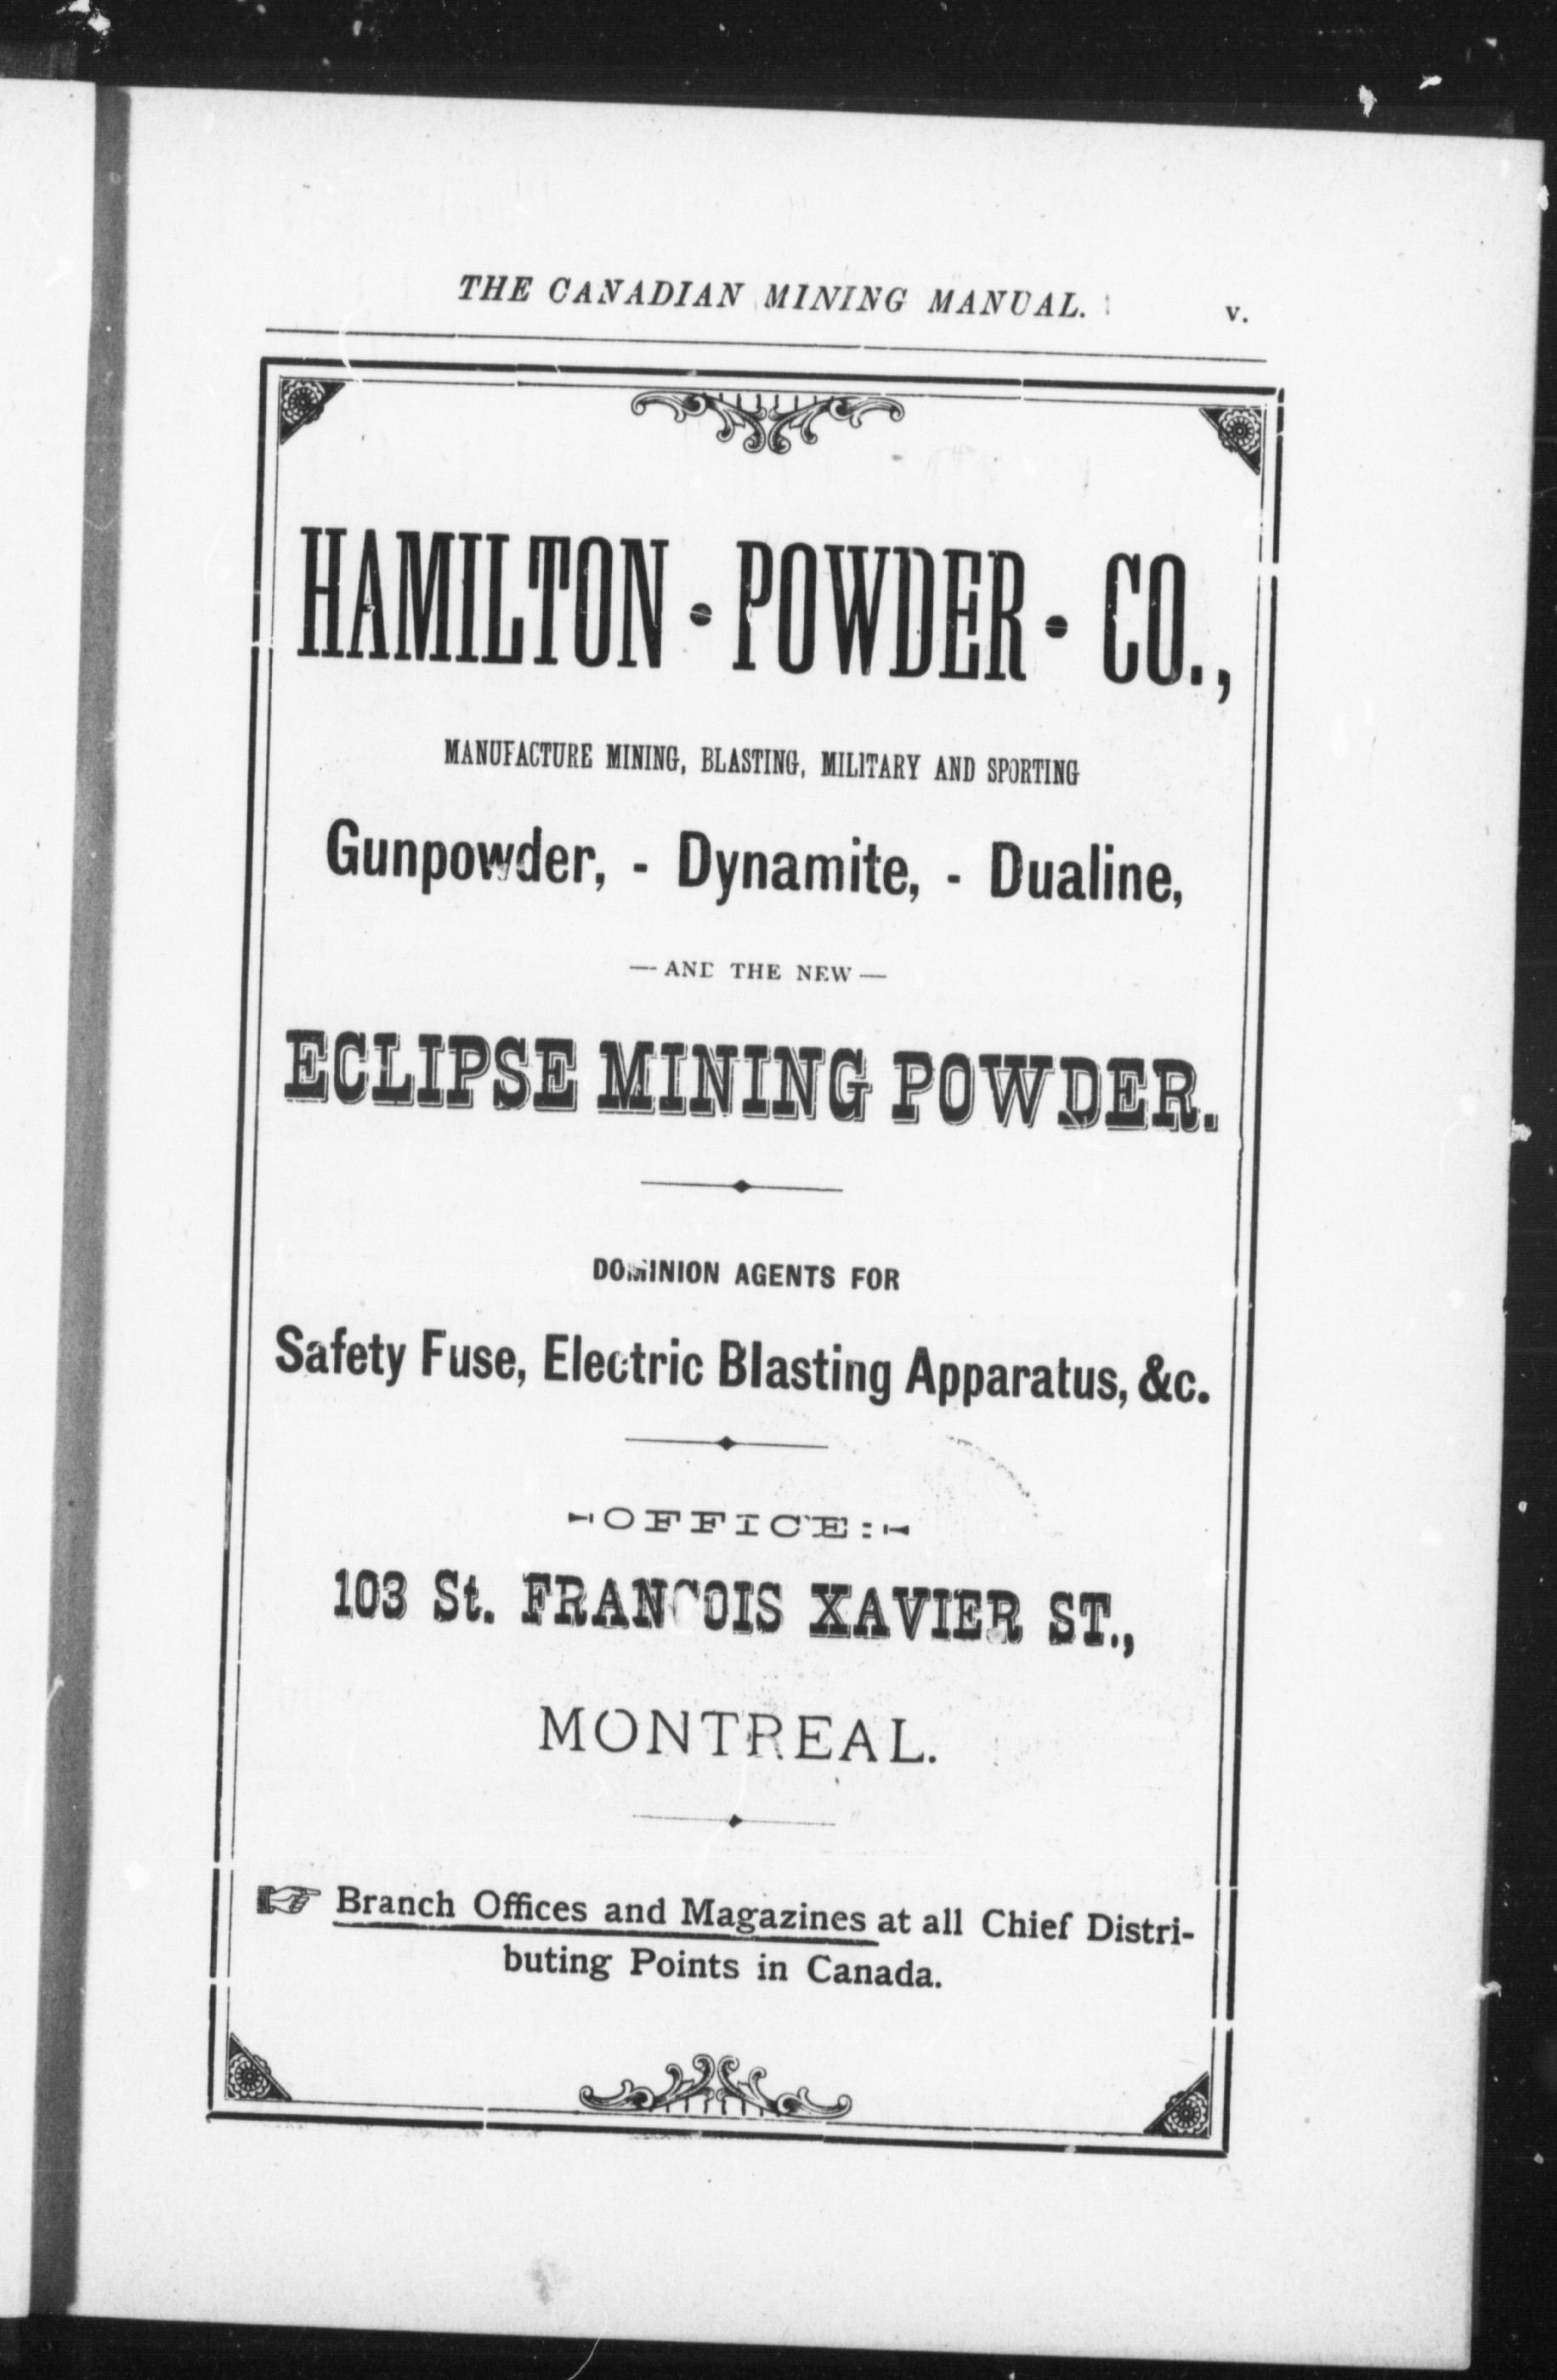 THE CANADIAN MINING MANUAL. v.
HAMILTON · POWDER · CO.,
MANUFACTURE MINING, BLASTING, MILITARY AND SPORTING
Gunpowder, - Dynamite, - Dualine,
— AND THE NEW —
ECLIPSE MINING POWDER.
DOMINION AGENTS FOR
Safety Fuse, Electric Blasting Apparatus, &c.
OFFICE:
103 St. FRANCOIS XAVIER ST.,
MONTREAL.
☞ Branch Offices and Magazines at all Chief Distri-
buting Points in Canada.